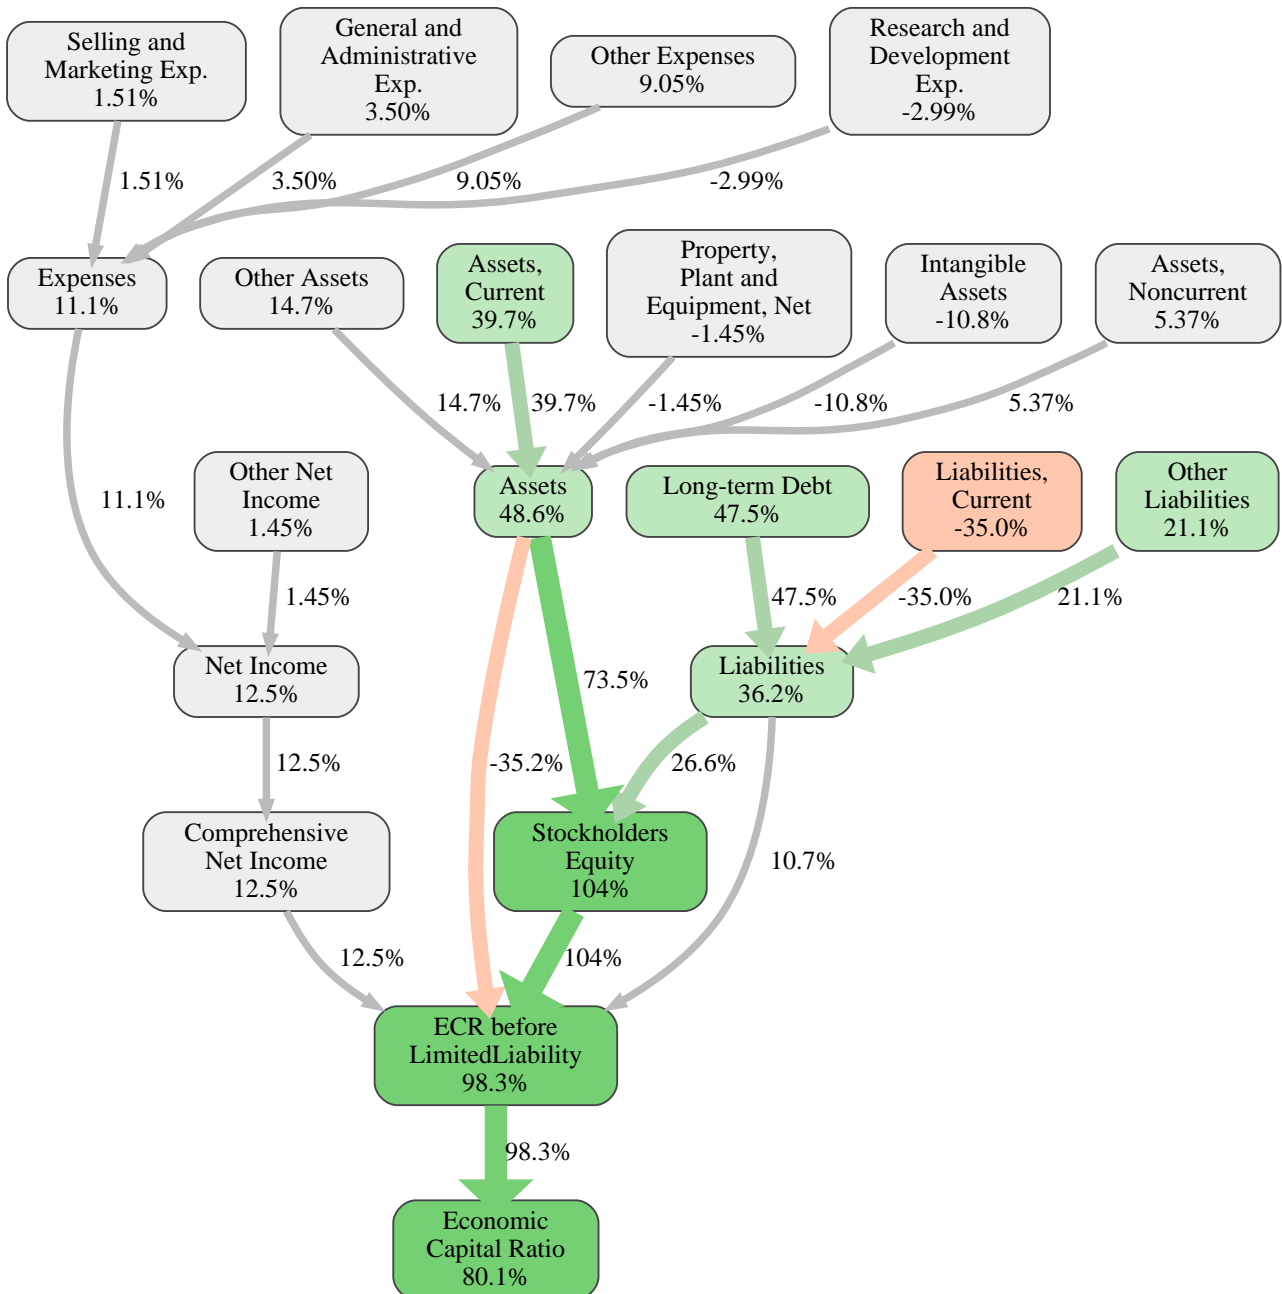 Selling and
Marketing Exp.
1.51%
General and
Administrative
Exp.
3.50%
Other Expenses
9.05%
Research and
Development
Exp.
-2.99%
1.51%
3.50%
9.05%
-2.99%
Expenses
11.1%
Other Assets
14.7%
Assets,
Current
39.7%
Property,
Plant and
Equipment, Net
-1.45%
Intangible
Assets
-10.8%
Assets,
Noncurrent
5.37%
14.7%
39.7%
-1.45%
-10.8%
5.37%
11.1%
Other Net
Income
1.45%
Assets
48.6%
Long-term Debt
47.5%
Liabilities,
Current
-35.0%
Other
Liabilities
21.1%
1.45%
47.5%
-35.0%
21.1%
Net Income
12.5%
73.5%
Liabilities
36.2%
12.5%
-35.2%
26.6%
Comprehensive
Net Income
12.5%
Stockholders
Equity
104%
10.7%
12.5%
104%
ECR before
LimitedLiability
98.3%
98.3%
Economic
Capital Ratio
80.1%